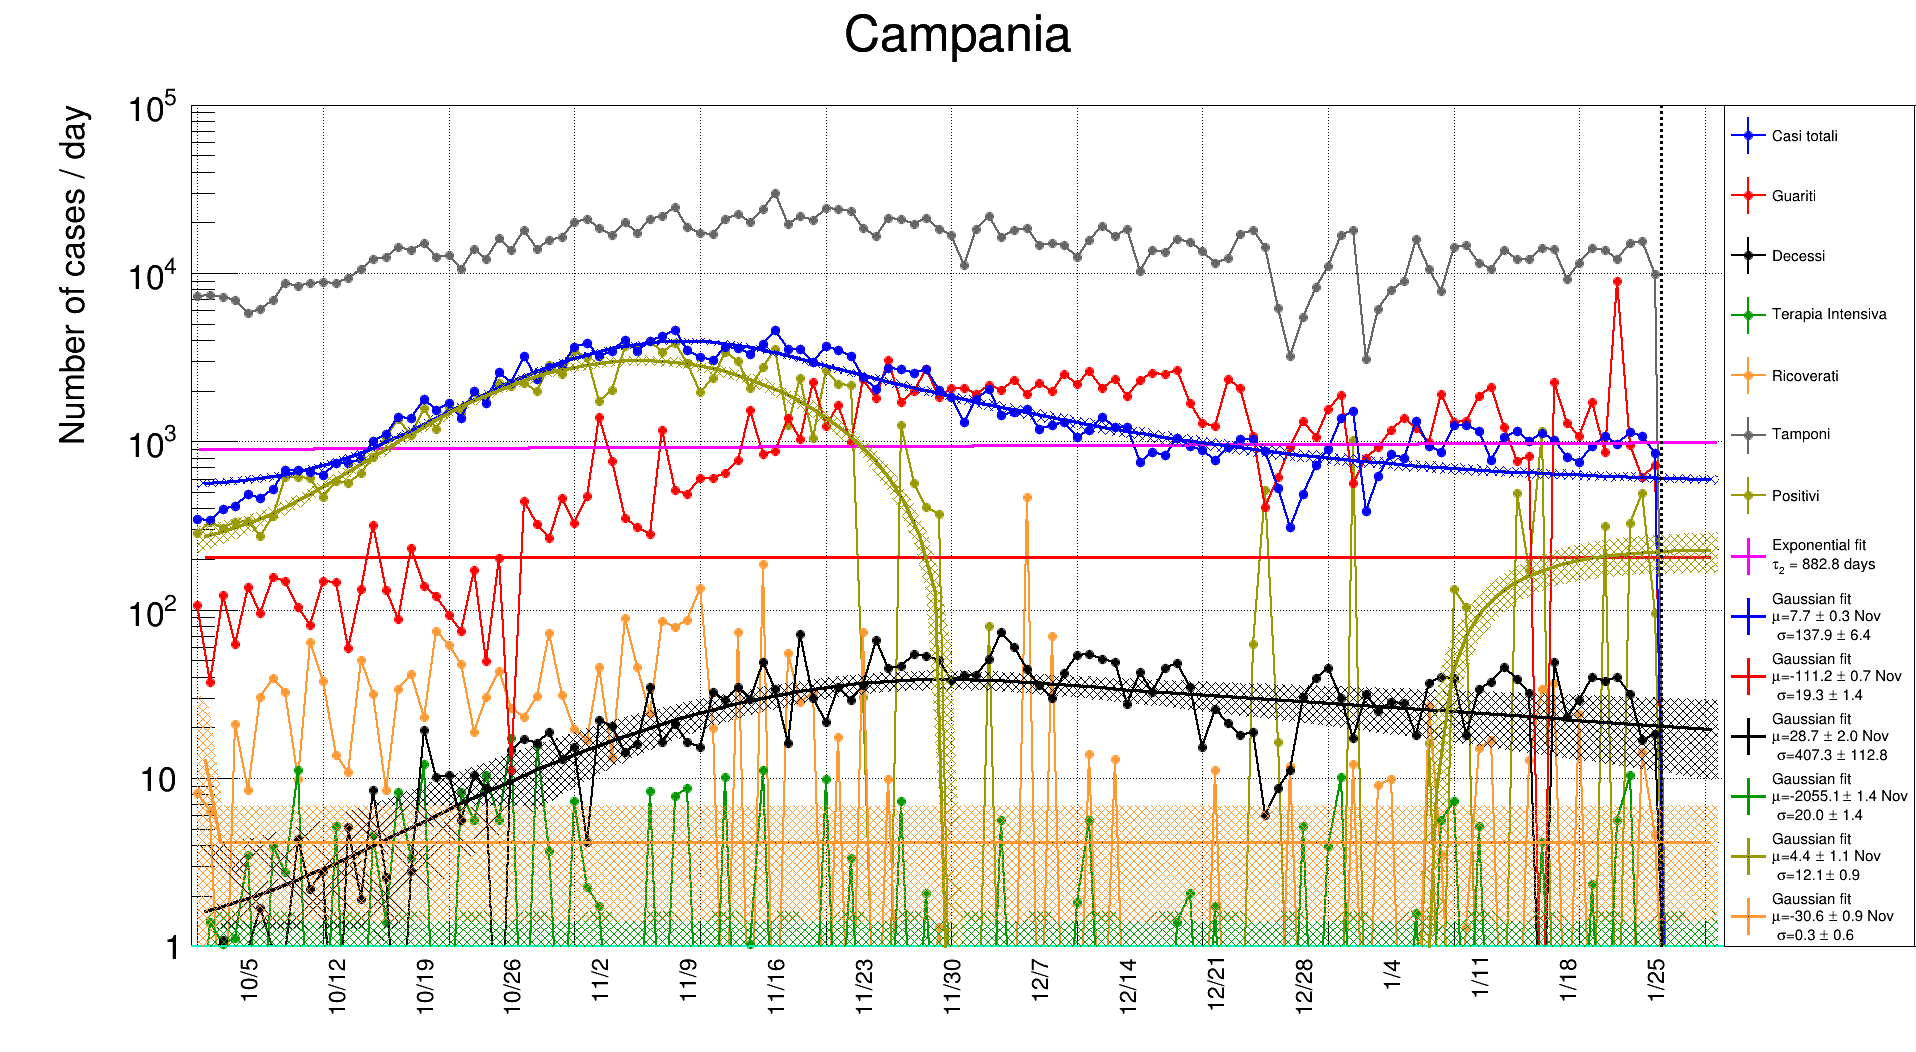 Campania
Number of cases / day
10^5
10^4
10^3
10^2
10
1
10/5
10/12
10/19
10/26
11/2
11/9
11/16
11/23
11/30
12/7
12/14
12/21
12/28
1/4
1/11
1/18
1/25
Casi totali
Guariti
Decessi
Terapia Intensiva
Ricoverati
Tamponi
Positivi
Exponential fit
τ₂ = 882.8 days
Gaussian fit
μ=7.7 ± 0.3 Nov
σ=137.9 ± 6.4
Gaussian fit
μ=-111.2 ± 0.7 Nov
σ=19.3 ± 1.4
Gaussian fit
μ=28.7 ± 2.0 Nov
σ=407.3 ± 112.8
Gaussian fit
μ=-2055.1 ± 1.4 Nov
σ=20.0 ± 1.4
Gaussian fit
μ=4.4 ± 1.1 Nov
σ=12.1 ± 0.9
Gaussian fit
μ=-30.6 ± 0.9 Nov
σ=0.3 ± 0.6